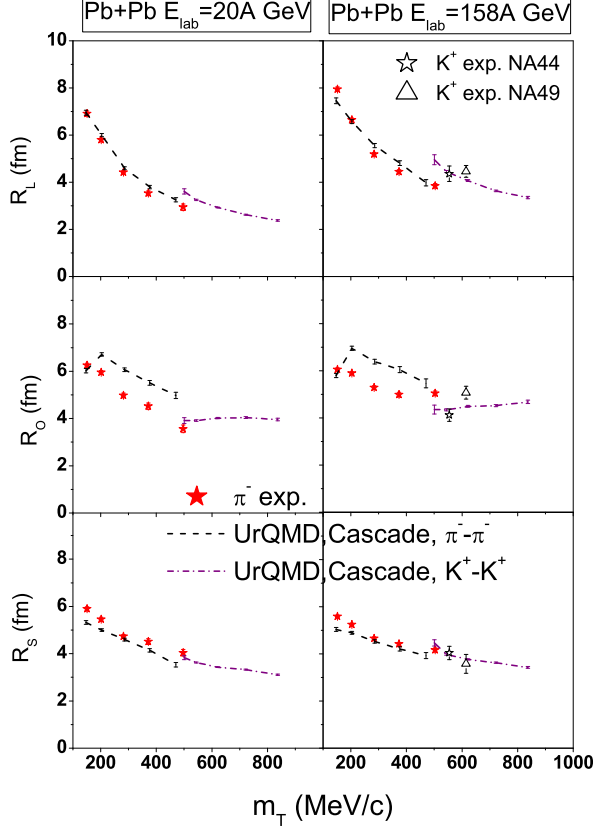 Pb+Pb E_lab=20A GeV
Pb+Pb E_lab=158A GeV
10
8
6
4
2
0
R_L (fm)
K⁺ exp. NA44
K⁺ exp. NA49
8
6
4
2
0
R_O (fm)
π⁻ exp.
UrQMD,Cascade, π⁻-π⁻
UrQMD,Cascade, K⁺-K⁺
8
6
4
2
0
R_S (fm)
200 400 600 800
200 400 600 800 1000
m_T (MeV/c)